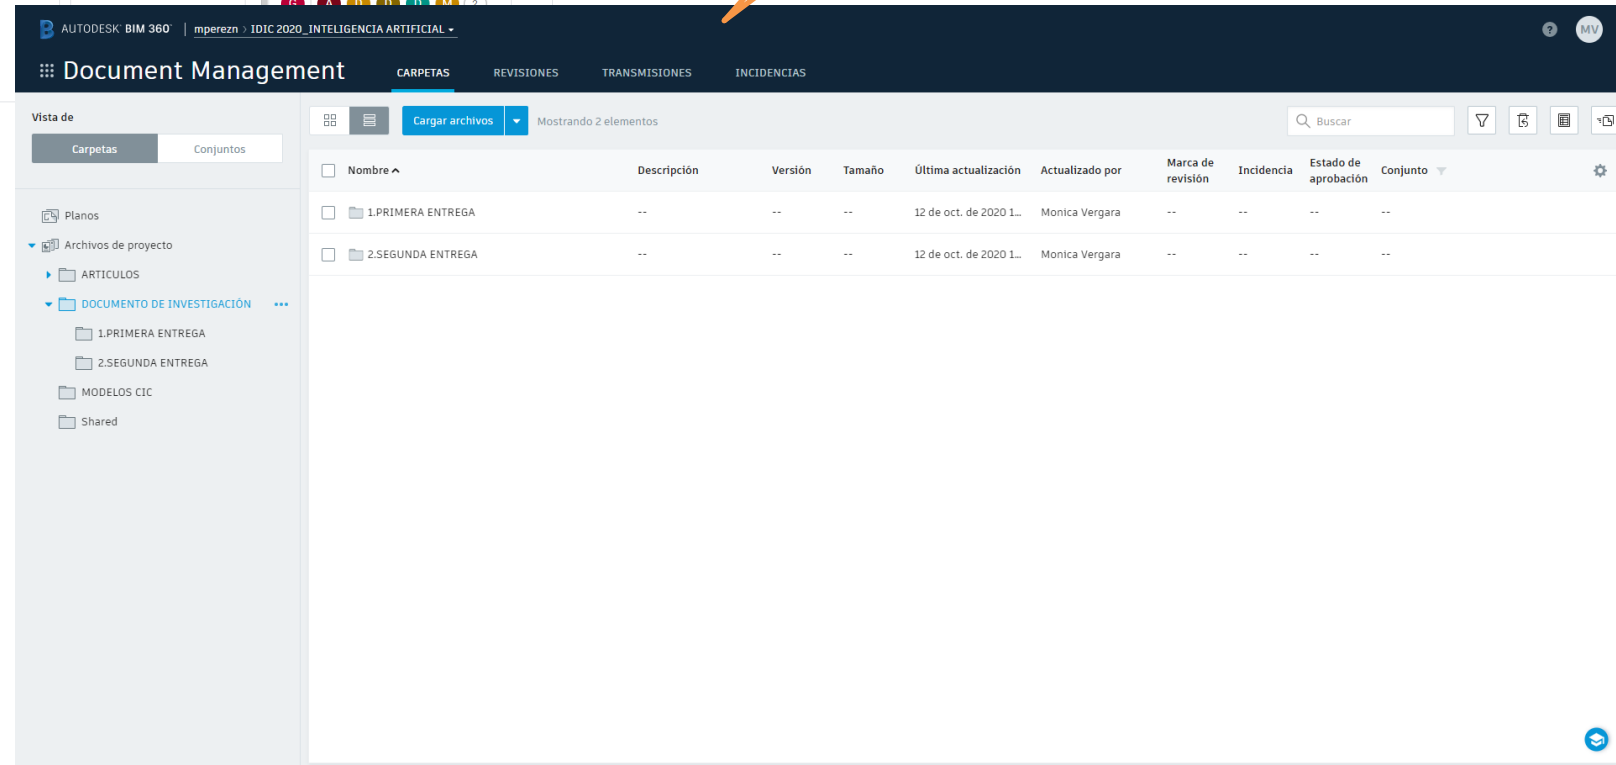 G A D D D M ?
AUTODESK® BIM 360® | mperezn › IDIC 2020_INTELIGENCIA ARTIFICIAL
? MV
Document Management CARPETAS REVISIONES TRANSMISIONES INCIDENCIAS
Vista de
Carpetas Conjuntos
Cargar archivos Mostrando 2 elementos Buscar
Nombre Descripción Versión Tamaño Última actualización Actualizado por Marca de revisión Incidencia Estado de aprobación Conjunto
1.PRIMERA ENTREGA -- -- -- 12 de oct. de 2020 1... Monica Vergara -- -- -- --
2.SEGUNDA ENTREGA -- -- -- 12 de oct. de 2020 1... Monica Vergara -- -- -- --
Planos
Archivos de proyecto
ARTICULOS
DOCUMENTO DE INVESTIGACIÓN
1.PRIMERA ENTREGA
2.SEGUNDA ENTREGA
MODELOS CIC
Shared